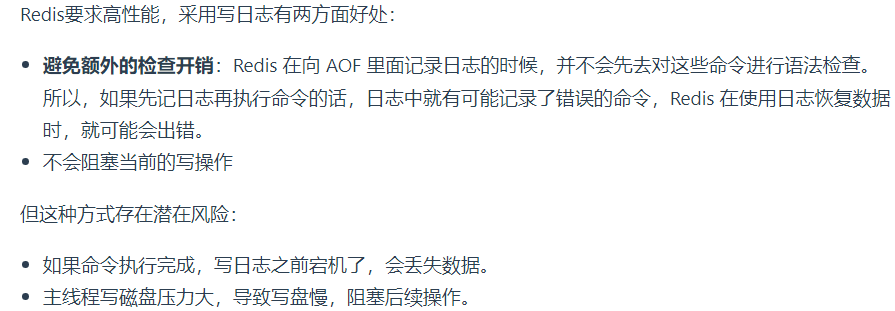 Redis要求高性能，采用写日志有两方面好处：
避免额外的检查开销：Redis 在向 AOF 里面记录日志的时候，并不会先去对这些命令进行语法检查。
所以，如果先记日志再执行命令的话，日志中就有可能记录了错误的命令，Redis 在使用日志恢复数据
时，就可能会出错。
不会阻塞当前的写操作
但这种方式存在潜在风险：
如果命令执行完成，写日志之前宕机了，会丢失数据。
主线程写磁盘压力大，导致写盘慢，阻塞后续操作。